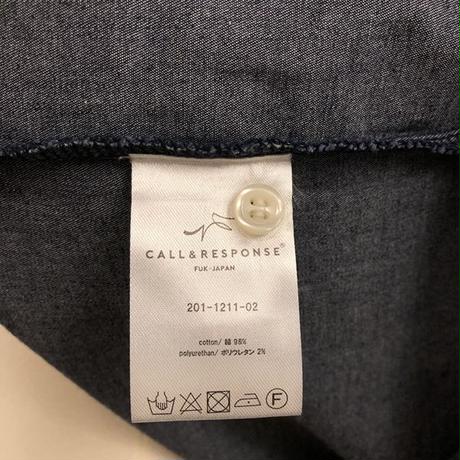 CALL&RESPONSE®
FUK-JAPAN
201-1211-02
cotton/ 綿 98%
polyurethan/ ポリウレタン 2%
F